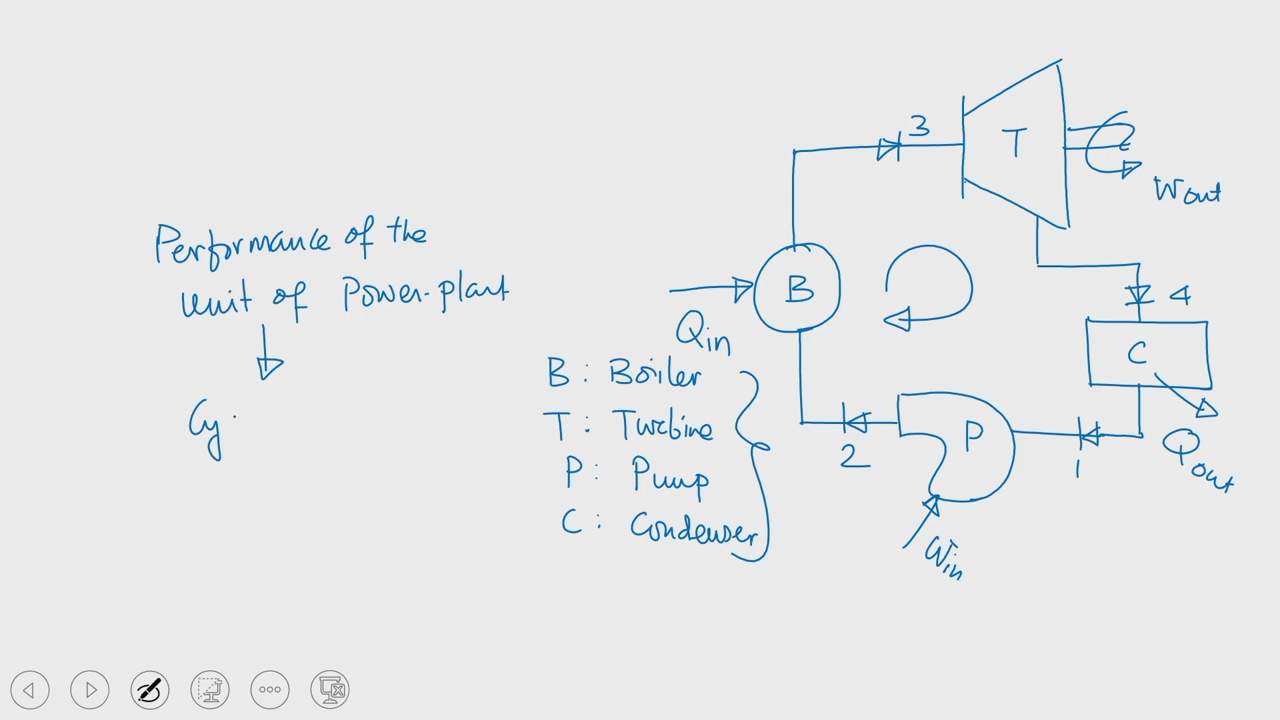 Performance of the
unit of Power-plant
Cy
B : Boiler
T : Turbine
P : Pump
C : Condenser
3
T
Wout
B
Qin
4
C
Qout
2
P
1
Win